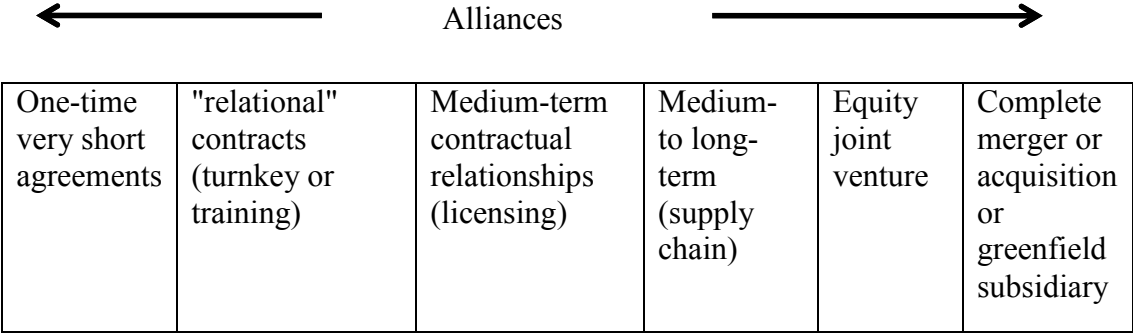 Alliances
One-time
very short
agreements
"relational"
contracts
(turnkey or
training)
Medium-term
contractual
relationships
(licensing)
Medium-
to long-
term
(supply
chain)
Equity
joint
venture
Complete
merger or
acquisition
or
greenfield
subsidiary